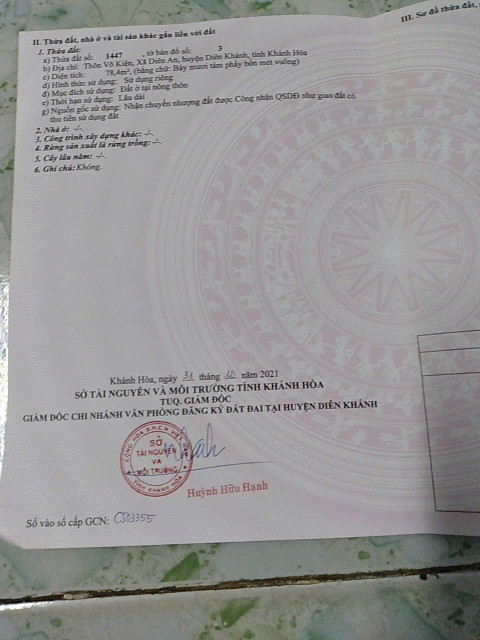 II. Thửa đất, nhà ở và tài sản khác gắn liền với đất
III. Sơ đồ thửa đất,
1. Thửa đất:
a) Thửa đất số: 1447 , tờ bản đồ số: 3
b) Địa chỉ: Thôn Võ Kiện, Xã Diên An, huyện Diên Khánh, tỉnh Khánh Hòa
c) Diện tích: 78,4m², (bằng chữ: Bảy mươi tám phẩy bốn mét vuông)
d) Hình thức sử dụng: Sử dụng riêng
đ) Mục đích sử dụng: Đất ở tại nông thôn
e) Thời hạn sử dụng: Lâu dài
g) Nguồn gốc sử dụng: Nhận chuyển nhượng đất được Công nhận QSDĐ như giao đất có
thu tiền sử dụng đất
2. Nhà ở: -/-.
3. Công trình xây dựng khác: -/-.
4. Rừng sản xuất là rừng trồng: -/-.
5. Cây lâu năm: -/-.
6. Ghi chú: Không.
Khánh Hòa, ngày 31 tháng 12 năm 2021
SỞ TÀI NGUYÊN VÀ MÔI TRƯỜNG TỈNH KHÁNH HÒA
TUQ. GIÁM ĐỐC
GIÁM ĐỐC CHI NHÁNH VĂN PHÒNG ĐĂNG KÝ ĐẤT ĐAI TẠI HUYỆN DIÊN KHÁNH
CỘNG HÒA X.H.C.N VIỆT NAM
SỞ
TÀI NGUYÊN
VÀ
MÔI TRƯỜNG
TỈNH KHÁNH HÒA
Huỳnh Hữu Hạnh
Số vào sổ cấp GCN: CS03355